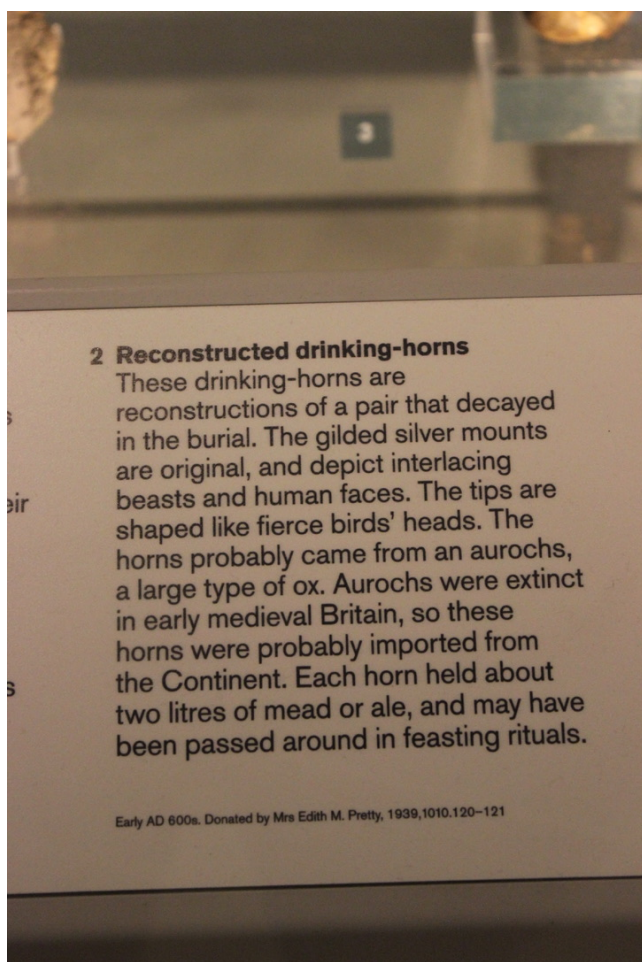 3
2 Reconstructed drinking-horns
These drinking-horns are
reconstructions of a pair that decayed
in the burial. The gilded silver mounts
are original, and depict interlacing
beasts and human faces. The tips are
shaped like fierce birds’ heads. The
horns probably came from an aurochs,
a large type of ox. Aurochs were extinct
in early medieval Britain, so these
horns were probably imported from
the Continent. Each horn held about
two litres of mead or ale, and may have
been passed around in feasting rituals.
Early AD 600s. Donated by Mrs Edith M. Pretty, 1939,1010.120–121